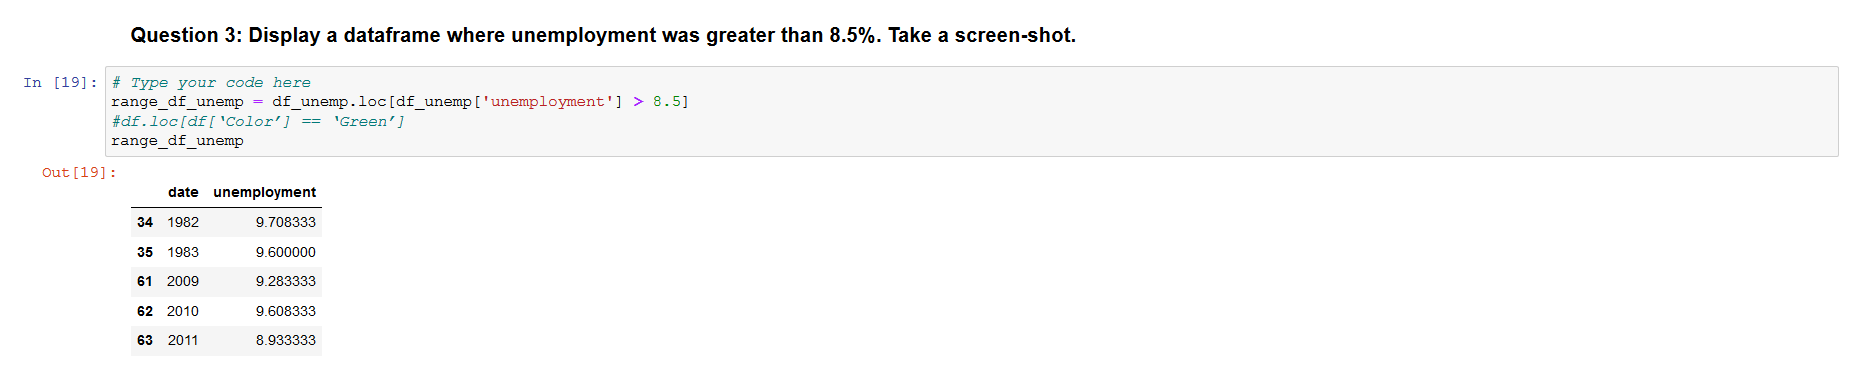 Question 3: Display a dataframe where unemployment was greater than 8.5%. Take a screen-shot.
In [19]: # Type your code here
range_df_unemp = df_unemp.loc[df_unemp['unemployment'] > 8.5]
#df.loc[df[‘Color’] == ‘Green’]
range_df_unemp
Out[19]:
date unemployment
34 1982 9.708333
35 1983 9.600000
61 2009 9.283333
62 2010 9.608333
63 2011 8.933333